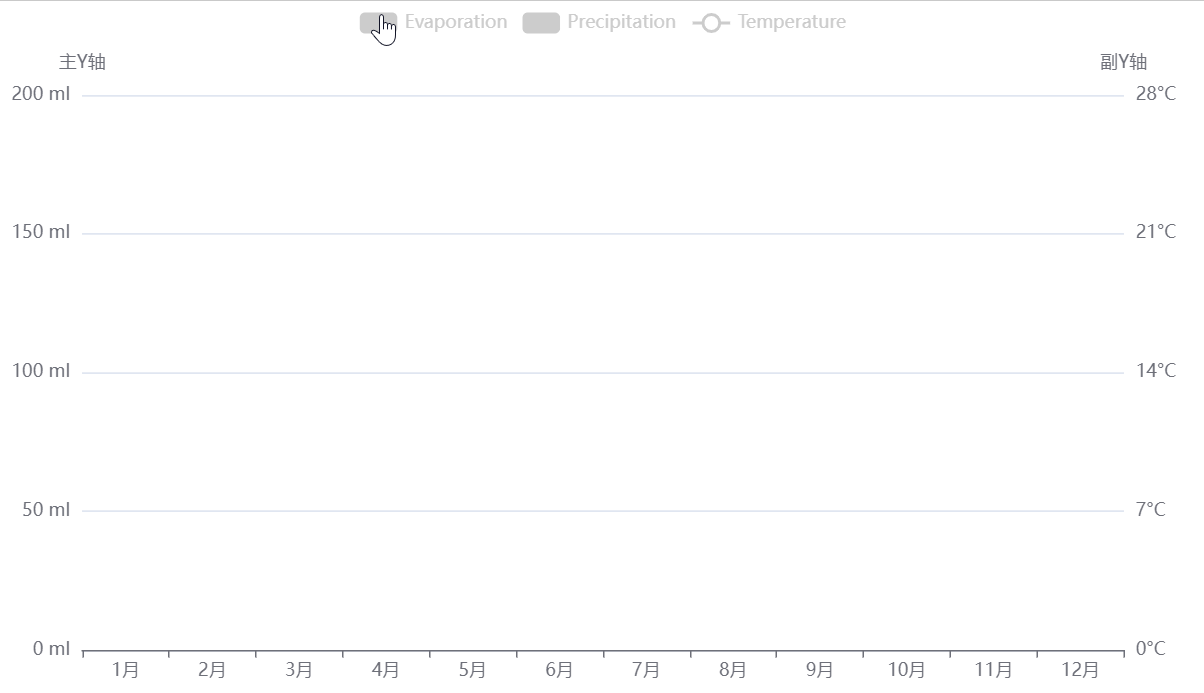 Evaporation Precipitation Temperature
主Y轴 副Y轴
200 ml 28°C
150 ml 21°C
100 ml 14°C
50 ml 7°C
0 ml 0°C
1月 2月 3月 4月 5月 6月 7月 8月 9月 10月 11月 12月